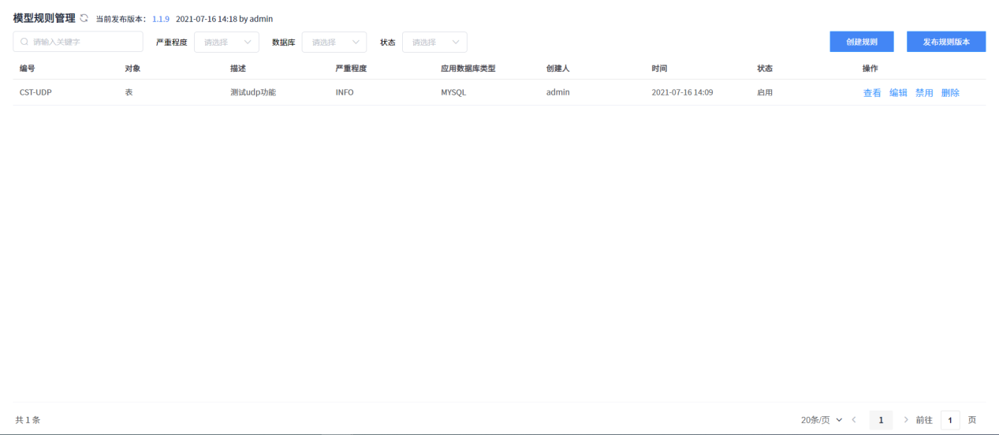 模型规则管理 当前发布版本： 1.1.9 2021-07-16 14:18 by admin
请输入关键字 严重程度 请选择 数据库 请选择 状态 请选择 创建规则 发布规则版本
编号 对象 描述 严重程度 应用数据库类型 创建人 时间 状态 操作
CST-UDP 表 测试udp功能 INFO MYSQL admin 2021-07-16 14:09 启用 查看 编辑 禁用 删除
共 1 条 20条/页 1 前往 1 页